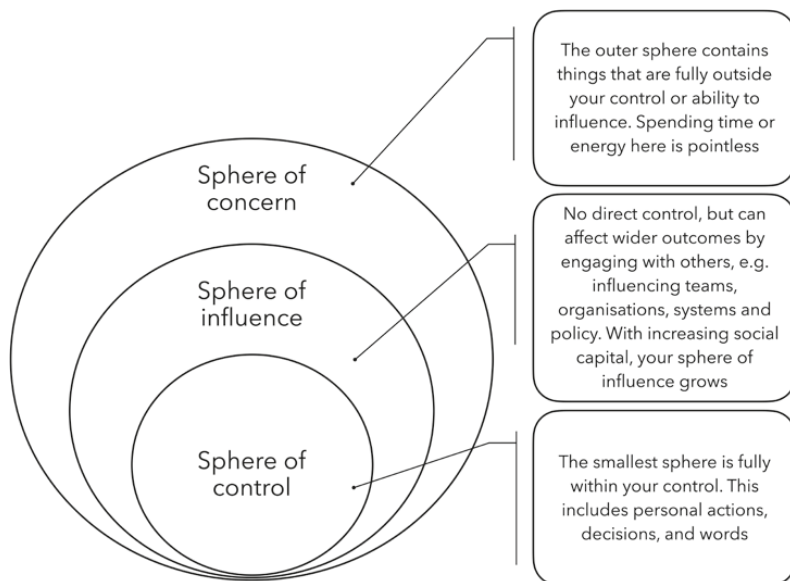 Sphere of
concern
The outer sphere contains
things that are fully outside
your control or ability to
influence. Spending time or
energy here is pointless
Sphere of
influence
No direct control, but can
affect wider outcomes by
engaging with others, e.g.
influencing teams,
organisations, systems and
policy. With increasing social
capital, your sphere of
influence grows
Sphere of
control
The smallest sphere is fully
within your control. This
includes personal actions,
decisions, and words